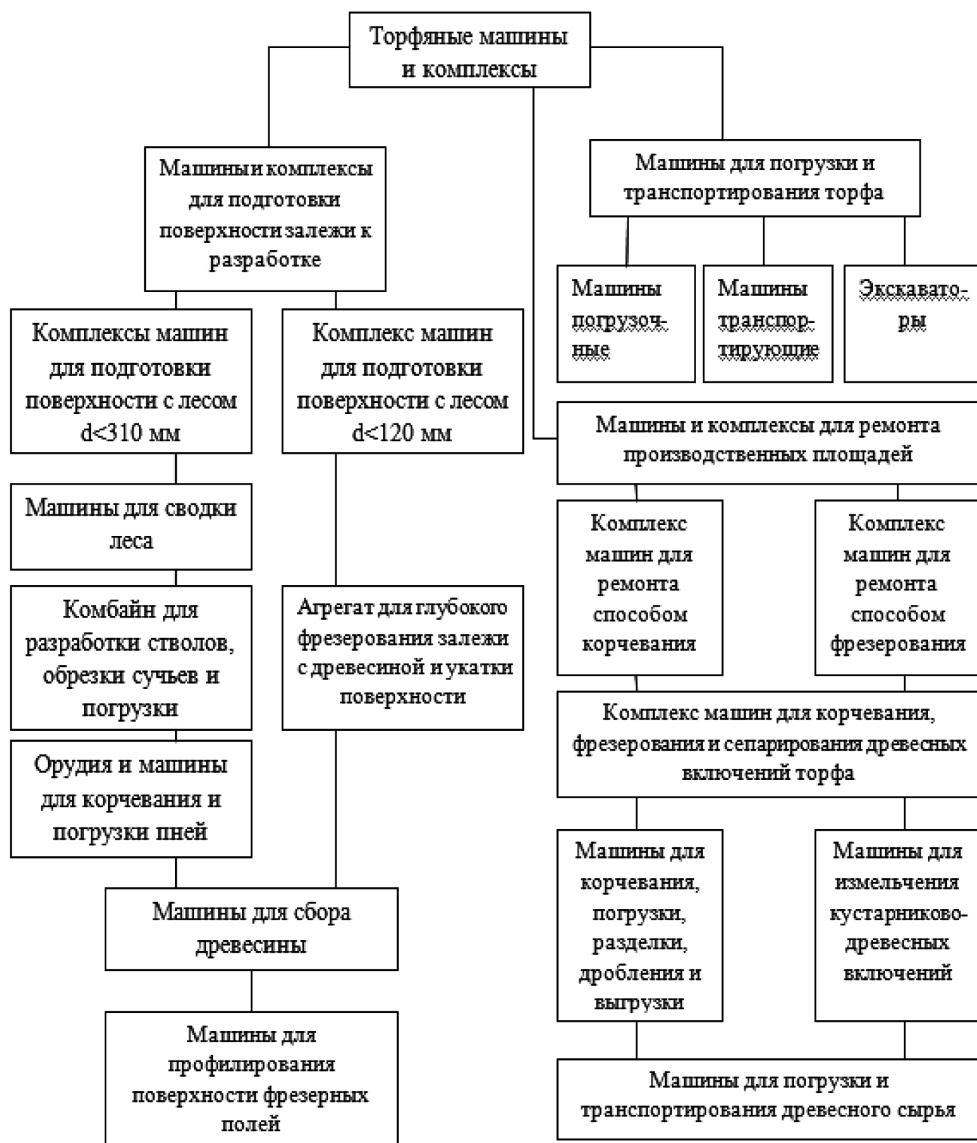 Торфяные машины
и комплексы
Машины и комплексы
для подготовки
поверхности залежи к
разработке
Машины для погрузки и
транспортирования торфа
Машины
погрузоч-
ные
Машины
транспор-
тирующие
Экскавато-
ры
Комплексы машин
для подготовки
поверхности с лесом
d<310 мм
Комплекс машин
для подготовки
поверхности с лесом
d<120 мм
Машины и комплексы для ремонта
производственных площадей
Машины для сводки
леса
Комплекс
машин для
ремонта
способом
корчевания
Комплекс
машин для
ремонта
способом
фрезерования
Комбайн для
разработки стволов,
обрезки сучьев и
погрузки
Агрегат для глубокого
фрезерования залежи
с древесиной и укатки
поверхности
Комплекс машин для корчевания,
фрезерования и сепарирования древесных
включений торфа
Орудия и машины
для корчевания и
погрузки пней
Машины для
корчевания,
погрузки,
разделки,
дробления и
выгрузки
Машины для
измельчения
кустарниково-
древесных
включений
Машины для сбора
древесины
Машины для
профилирования
поверхности фрезерных
полей
Машины для погрузки и
транспортирования древесного сырья